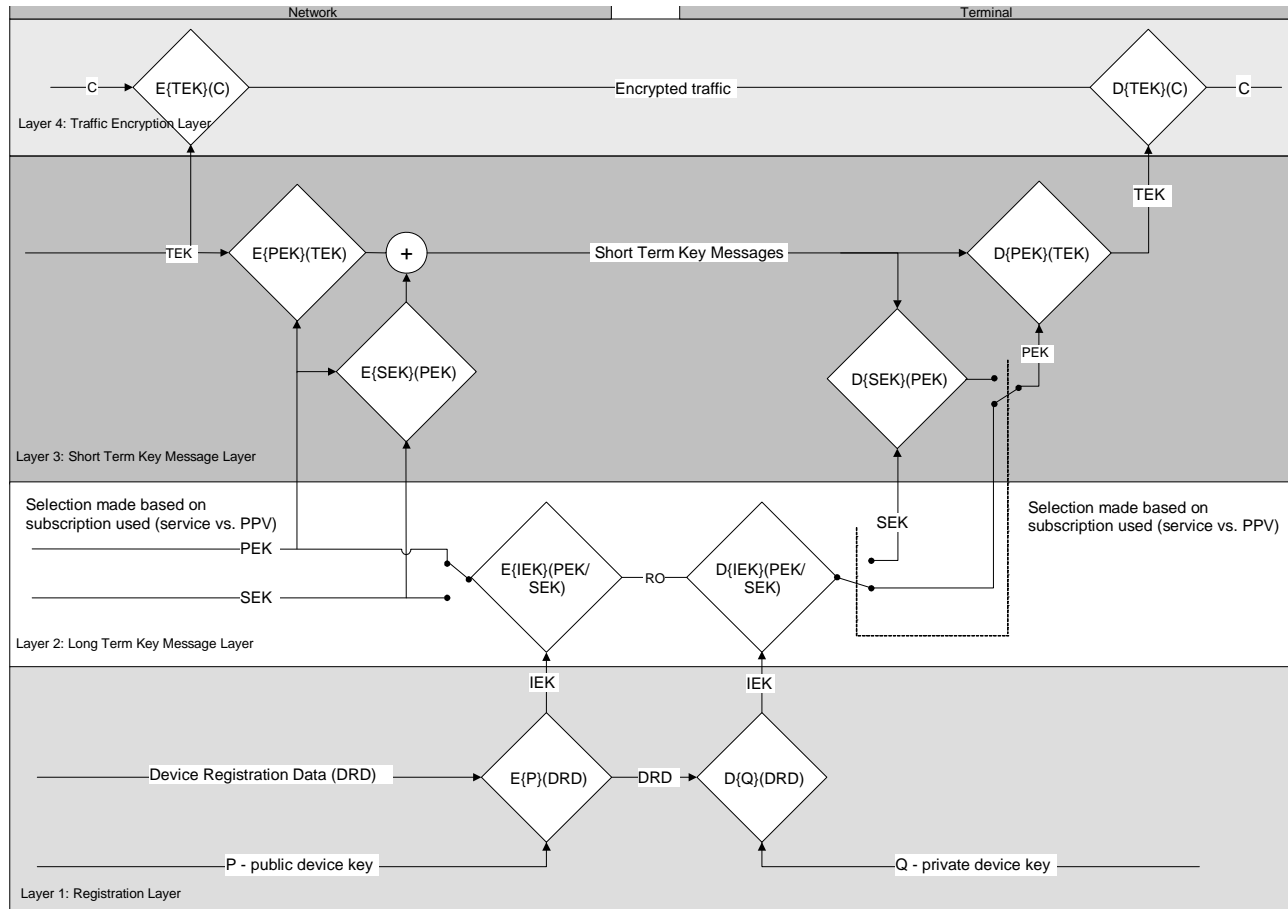 Network
Terminal
C
E{TEK}(C)
Encrypted traffic
D{TEK}(C)
C
Layer 4: Traffic Encryption Layer
TEK
TEK
E{PEK}(TEK)
+
Short Term Key Messages
D{PEK}(TEK)
PEK
E{SEK}(PEK)
D{SEK}(PEK)
Layer 3: Short Term Key Message Layer
Selection made based on
subscription used (service vs. PPV)
Selection made based on
subscription used (service vs. PPV)
SEK
PEK
E{IEK}(PEK/
SEK)
RO
D{IEK}(PEK/
SEK)
SEK
Layer 2: Long Term Key Message Layer
IEK
IEK
Device Registration Data (DRD)
E{P}(DRD)
DRD
D{Q}(DRD)
P - public device key
Q - private device key
Layer 1: Registration Layer